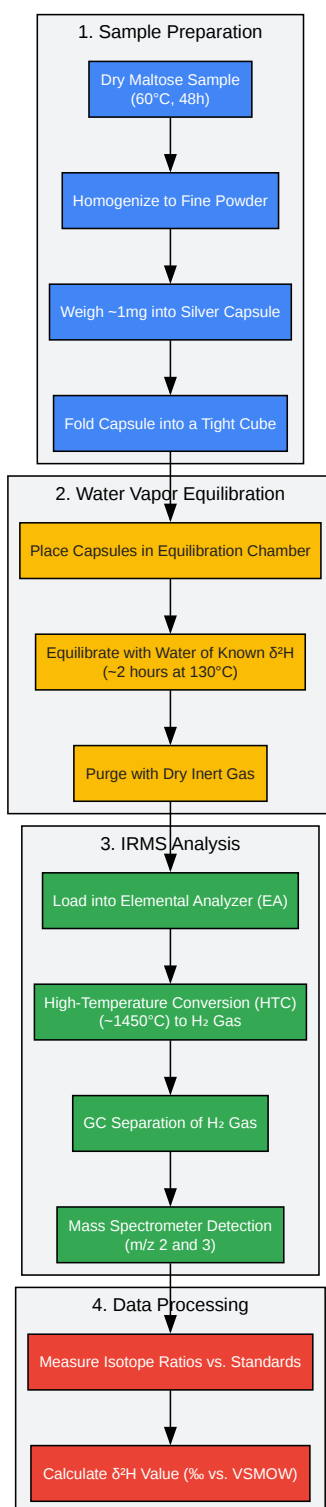 1. Sample Preparation
Dry Maltose Sample
(60°C, 48h)
Homogenize to Fine Powder
Weigh ~1mg into Silver Capsule
Fold Capsule into a Tight Cube
2. Water Vapor Equilibration
Place Capsules in Equilibration Chamber
Equilibrate with Water of Known δ²H
(~2 hours at 130°C)
Purge with Dry Inert Gas
3. IRMS Analysis
Load into Elemental Analyzer (EA)
High-Temperature Conversion (HTC)
(~1450°C) to H₂ Gas
GC Separation of H₂ Gas
Mass Spectrometer Detection
(m/z 2 and 3)
4. Data Processing
Measure Isotope Ratios vs. Standards
Calculate δ²H Value (‰ vs. VSMOW)